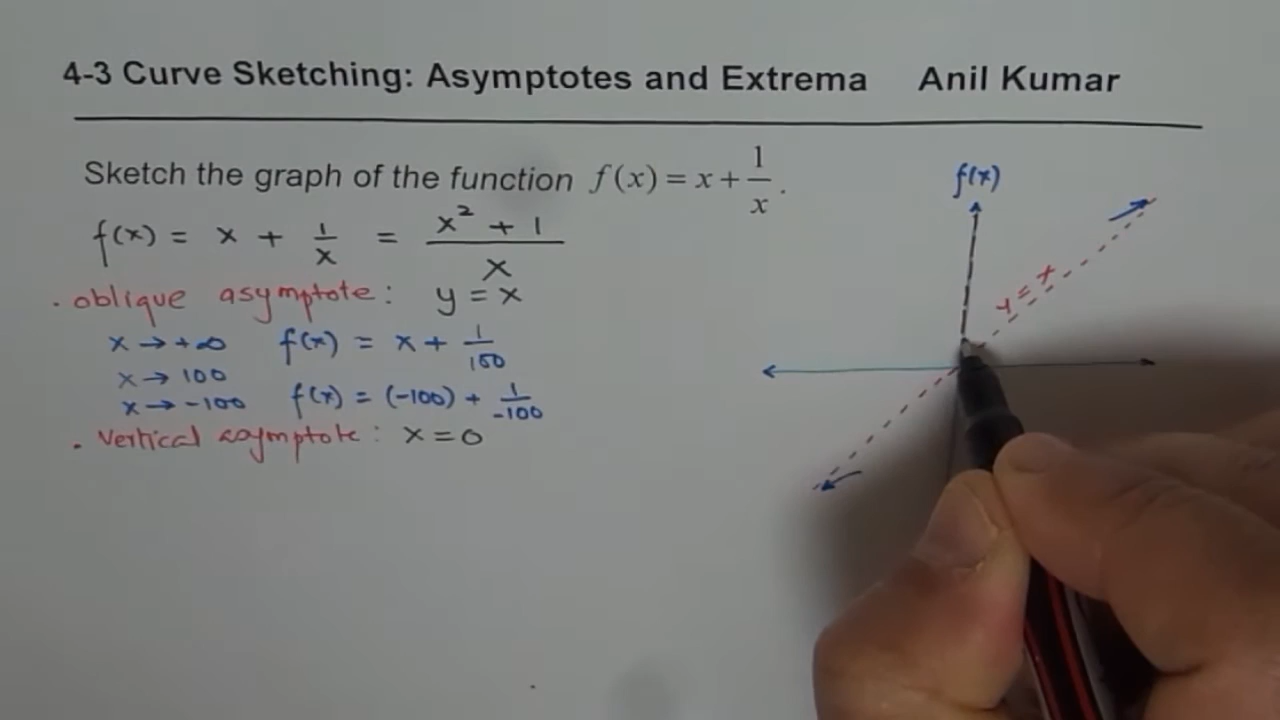 4-3 Curve Sketching: Asymptotes and Extrema Anil Kumar
Sketch the graph of the function f(x) = x + 1/x.
f(x) = x + 1/x = (x² + 1)/x
· oblique asymptote: y = x
x → +∞ f(x) = x + 1/100
x → 100
x → -100 f(x) = (-100) + 1/-100
· Vertical asymptote: x = 0
f(x)
y = x